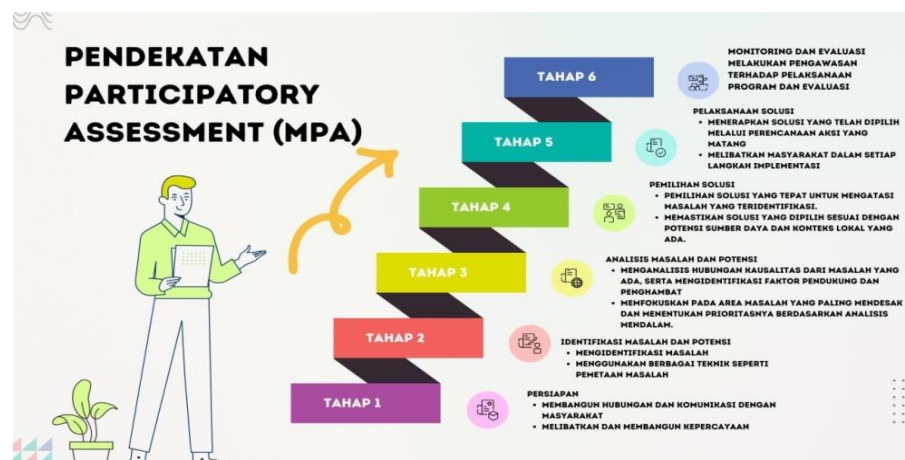 PENDEKATAN
PARTICIPATORY
ASSESSMENT (MPA)
TAHAP 6
MONITORING DAN EVALUASI
MELAKUKAN PENGAWASAN
TERHADAP PELAKSANAAN
PROGRAM DAN EVALUASI
TAHAP 5
PELAKSANAAN SOLUSI
• MENERAPKAN SOLUSI YANG TELAH DIPILIH
MELALUI PERENCANAAN AKSI YANG
MATANG
• MELIBATKAN MASYARAKAT DALAM SETIAP
LANGKAH IMPLEMENTASI
TAHAP 4
PEMILIHAN SOLUSI
• PEMILIHAN SOLUSI YANG TEPAT UNTUK MENGATASI
MASALAH YANG TERIDENTIFIKASI.
• MEMASTIKAN SOLUSI YANG DIPILIH SESUAI DENGAN
POTENSI SUMBER DAYA DAN KONTEKS LOKAL YANG
ADA.
TAHAP 3
ANALISIS MASALAH DAN POTENSI
• MENGANALISIS HUBUNGAN KAUSALITAS DARI MASALAH YANG
ADA, SERTA MENGIDENTIFIKASI FAKTOR PENDUKUNG DAN
PENGHAMBAT
• MEMFOKUSKAN PADA AREA MASALAH YANG PALING MENDESAK
DAN MENENTUKAN PRIORITASNYA BERDASARKAN ANALISIS
MENDALAM.
TAHAP 2
IDENTIFIKASI MASALAH DAN POTENSI
• MENGIDENTIFIKASI MASALAH
• MENGGUNAKAN BERBAGAI TEKNIK SEPERTI
PEMETAAN MASALAH
TAHAP 1
PERSIAPAN
• MEMBANGUN HUBUNGAN DAN KOMUNIKASI DENGAN
MASYARAKAT
• MELIBATKAN DAN MEMBANGUN KEPERCAYAAN